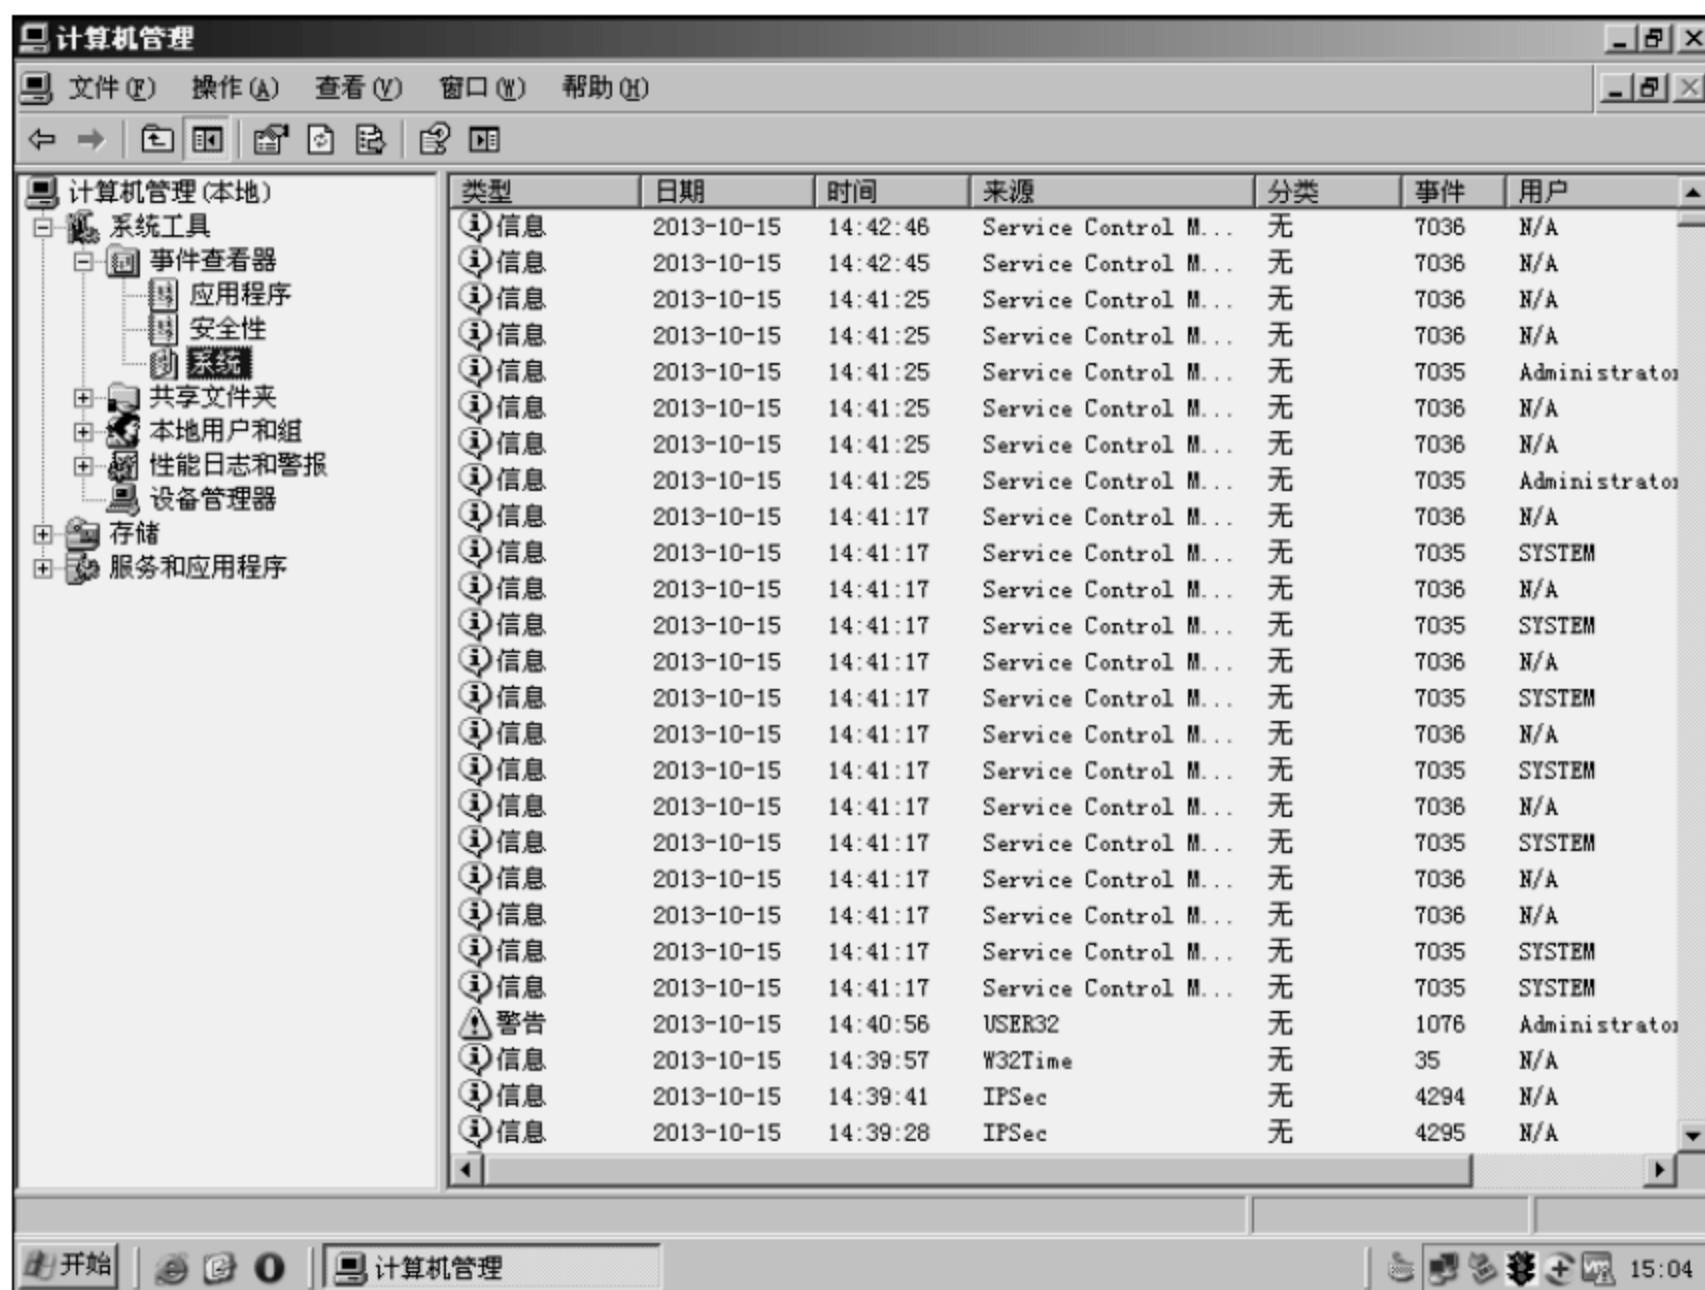 计算机管理
文件(F) 操作(A) 查看(V) 窗口(W) 帮助(H)
计算机管理(本地)
系统工具
事件查看器
应用程序
安全性
系统
共享文件夹
本地用户和组
性能日志和警报
设备管理器
存储
服务和应用程序
类型 日期 时间 来源 分类 事件 用户
信息 2013-10-15 14:42:46 Service Control M... 无 7036 N/A
信息 2013-10-15 14:42:45 Service Control M... 无 7036 N/A
信息 2013-10-15 14:41:25 Service Control M... 无 7036 N/A
信息 2013-10-15 14:41:25 Service Control M... 无 7036 N/A
信息 2013-10-15 14:41:25 Service Control M... 无 7035 Administrator
信息 2013-10-15 14:41:25 Service Control M... 无 7036 N/A
信息 2013-10-15 14:41:25 Service Control M... 无 7036 N/A
信息 2013-10-15 14:41:25 Service Control M... 无 7035 Administrator
信息 2013-10-15 14:41:17 Service Control M... 无 7036 N/A
信息 2013-10-15 14:41:17 Service Control M... 无 7035 SYSTEM
信息 2013-10-15 14:41:17 Service Control M... 无 7036 N/A
信息 2013-10-15 14:41:17 Service Control M... 无 7035 SYSTEM
信息 2013-10-15 14:41:17 Service Control M... 无 7036 N/A
信息 2013-10-15 14:41:17 Service Control M... 无 7035 SYSTEM
信息 2013-10-15 14:41:17 Service Control M... 无 7036 N/A
信息 2013-10-15 14:41:17 Service Control M... 无 7035 SYSTEM
信息 2013-10-15 14:41:17 Service Control M... 无 7036 N/A
信息 2013-10-15 14:41:17 Service Control M... 无 7035 SYSTEM
信息 2013-10-15 14:41:17 Service Control M... 无 7036 N/A
信息 2013-10-15 14:41:17 Service Control M... 无 7036 N/A
信息 2013-10-15 14:41:17 Service Control M... 无 7035 SYSTEM
信息 2013-10-15 14:41:17 Service Control M... 无 7035 SYSTEM
警告 2013-10-15 14:40:56 USER32 无 1076 Administrator
信息 2013-10-15 14:39:57 W32Time 无 35 N/A
信息 2013-10-15 14:39:41 IPSec 无 4294 N/A
信息 2013-10-15 14:39:28 IPSec 无 4295 N/A
开始 计算机管理 15:04